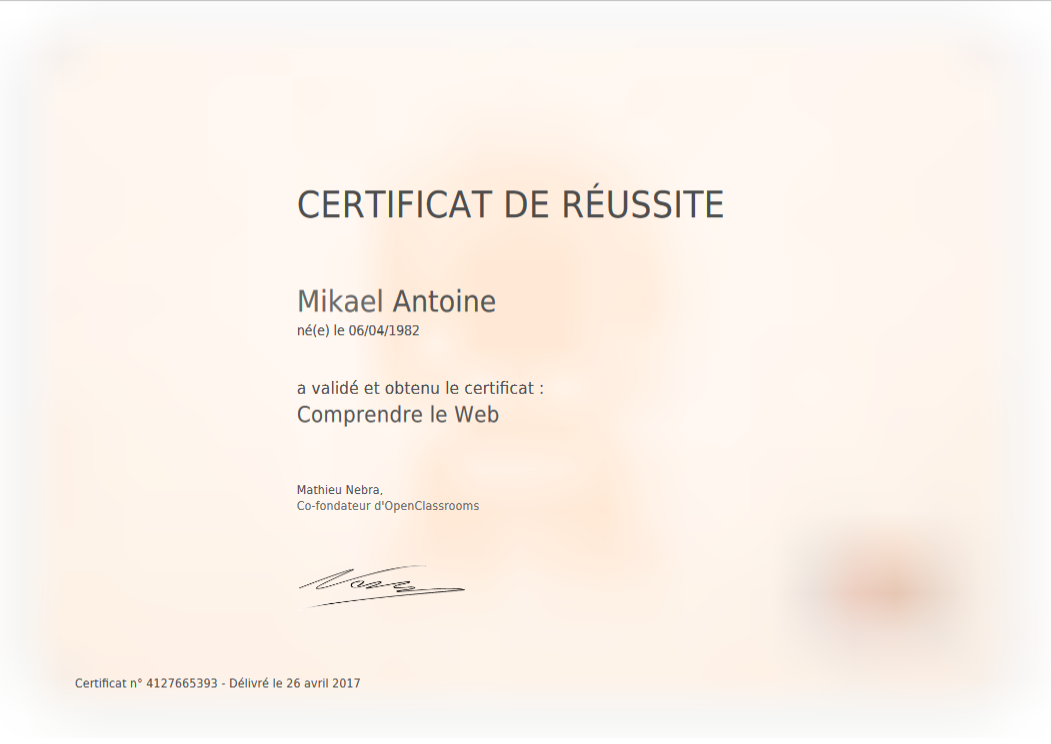 CERTIFICAT DE RÉUSSITE
Mikael Antoine
né(e) le 06/04/1982
a validé et obtenu le certificat :
Comprendre le Web
Mathieu Nebra,
Co-fondateur d'OpenClassrooms
Certificat n° 4127665393 - Délivré le 26 avril 2017